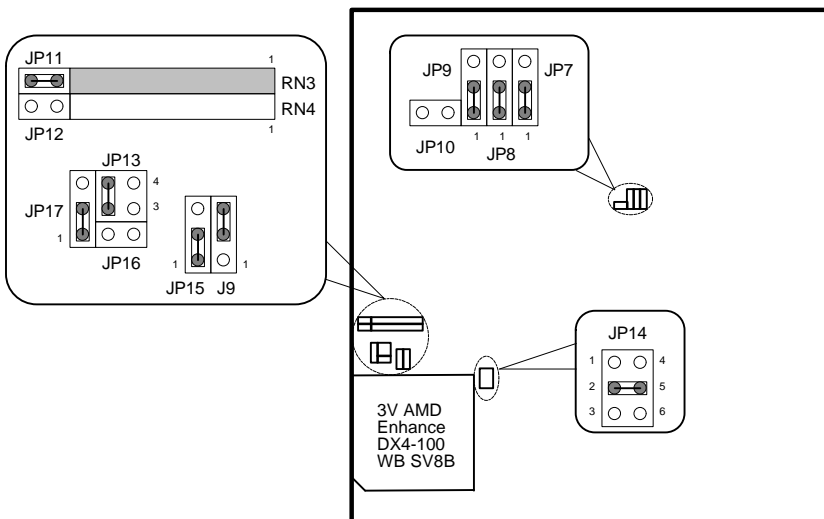 JP11
1
RN3
RN4
1
JP12
JP13
4
3
JP17
1
JP16
1
1
JP15 J9
JP9
JP7
JP10
1 1 1
JP8
JP14
1 4
2 5
3 6
3V AMD
Enhance
DX4-100
WB SV8B